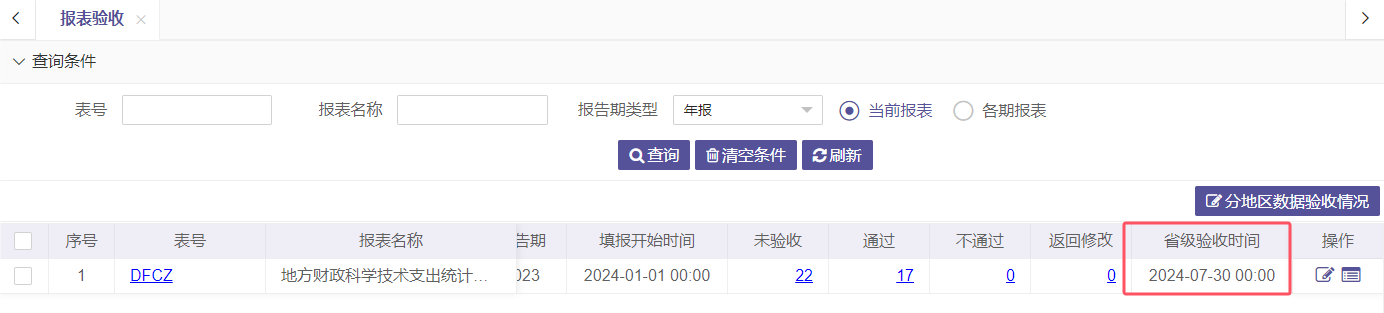 报表验收
查询条件
表号 报表名称 报告期类型 年报 当前报表 各期报表
查询 清空条件 刷新
分地区数据验收情况
序号 表号 报表名称 告期 填报开始时间 未验收 通过 不通过 返回修改 省级验收时间 操作
1 DFCZ 地方财政科学技术支出统计... 023 2024-01-01 00:00 22 17 0 0 2024-07-30 00:00